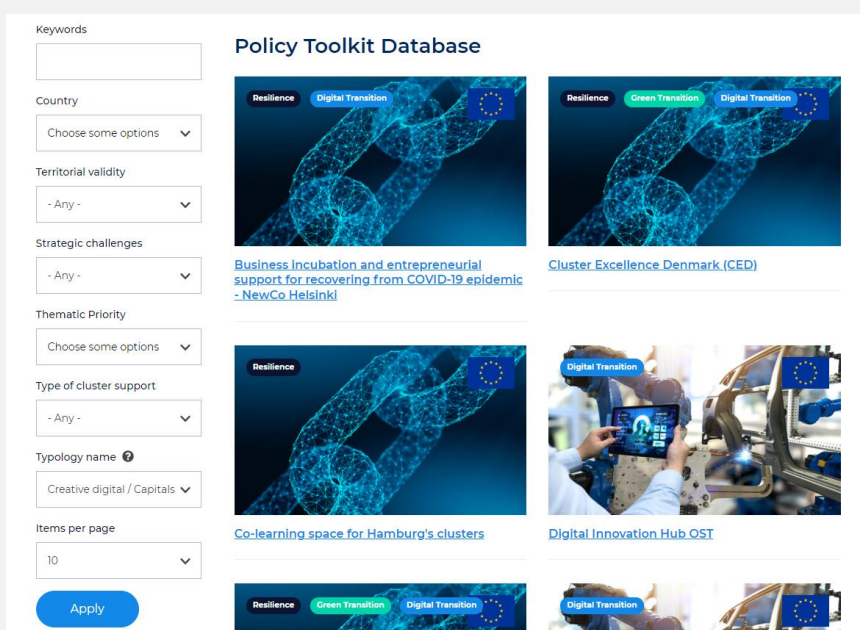 Keywords
Country
Choose some options
Territorial validity
- Any -
Strategic challenges
- Any -
Thematic Priority
Choose some options
Type of cluster support
- Any -
Typology name
Creative digital / Capitals
Items per page
10
Apply
Policy Toolkit Database
Resilience Digital Transition
Business incubation and entrepreneurial
support for recovering from COVID-19 epidemic
- NewCo Helsinki
Resilience Green Transition Digital Transition
Cluster Excellence Denmark (CED)
Resilience
Co-learning space for Hamburg's clusters
Digital Transition
Digital Innovation Hub OST
Resilience Green Transition Digital Transition
Digital Transition